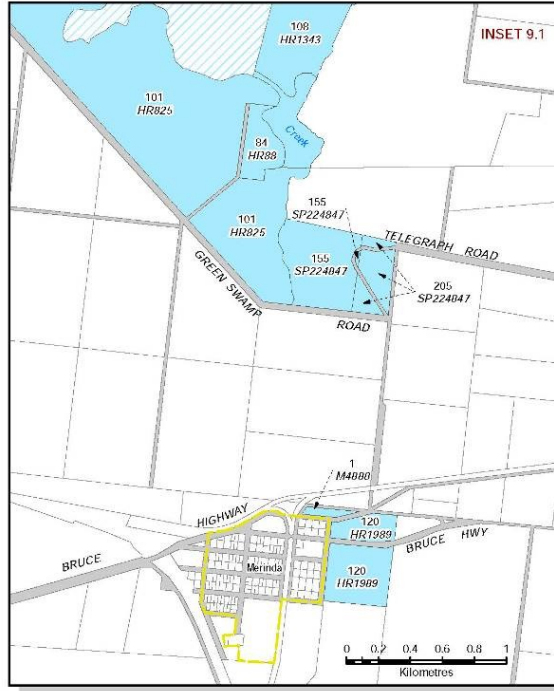 INSET 9.1
108
HR1343
101
HR825
Creek
84
HR88
155
SP224847
101
HR825
TELEGRAPH ROAD
155
SP224847
GREEN SWAMP
205
SP224847
ROAD
1
M4888
HIGHWAY
120
HR1989
BRUCE HWY
BRUCE
Merinda
120
HR1989
0 0.2 0.4 0.6 0.8 1
Kilometres